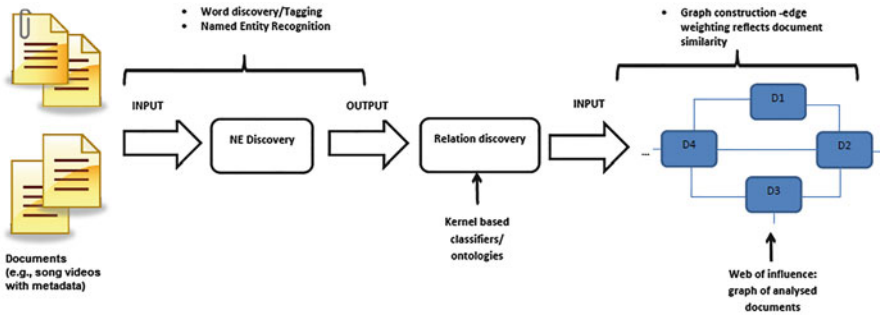 • Word discovery/Tagging
• Named Entity Recognition
• Graph construction -edge
weighting reflects document
similarity
INPUT
OUTPUT
INPUT
NE Discovery
Relation discovery
D1
D4
D2
D3
...
Kernel based
classifiers/
ontologies
Documents
(e.g., song videos
with metadata)
Web of influence:
graph of analysed
documents